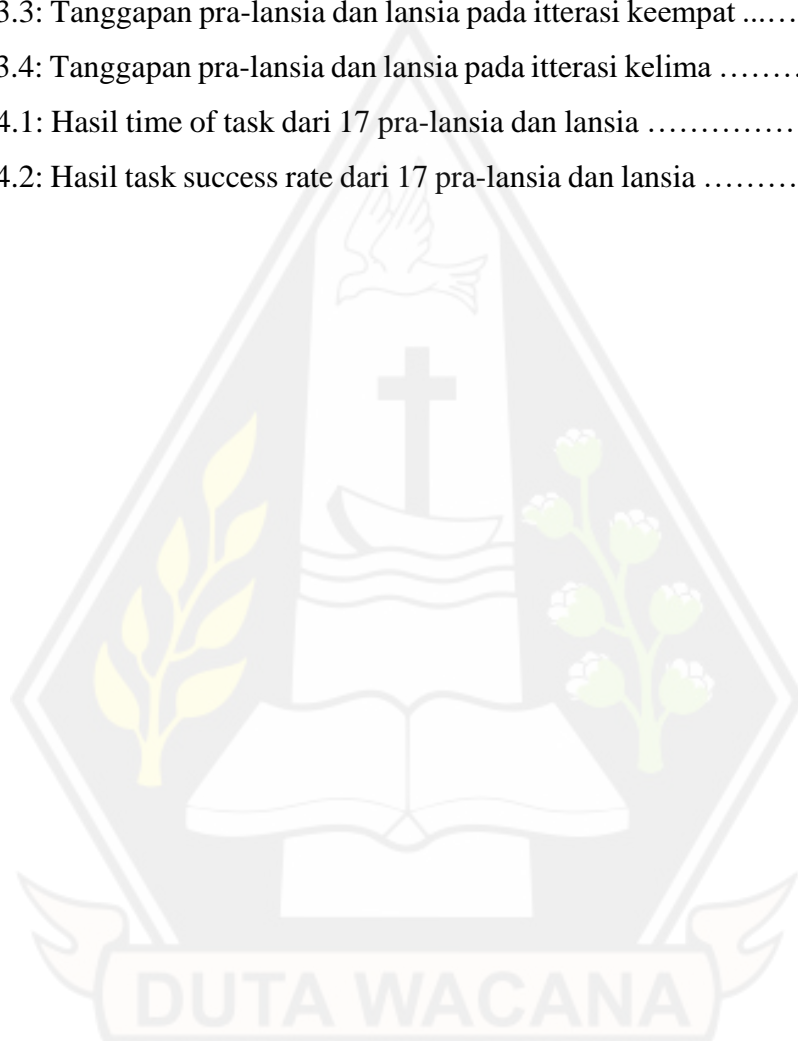 3.3: Tanggapan pra-lansia dan lansia pada itterasi keempat ...…
3.4: Tanggapan pra-lansia dan lansia pada itterasi kelima ………
4.1: Hasil time of task dari 17 pra-lansia dan lansia ……………
4.2: Hasil task success rate dari 17 pra-lansia dan lansia ………
DUTA WACANA